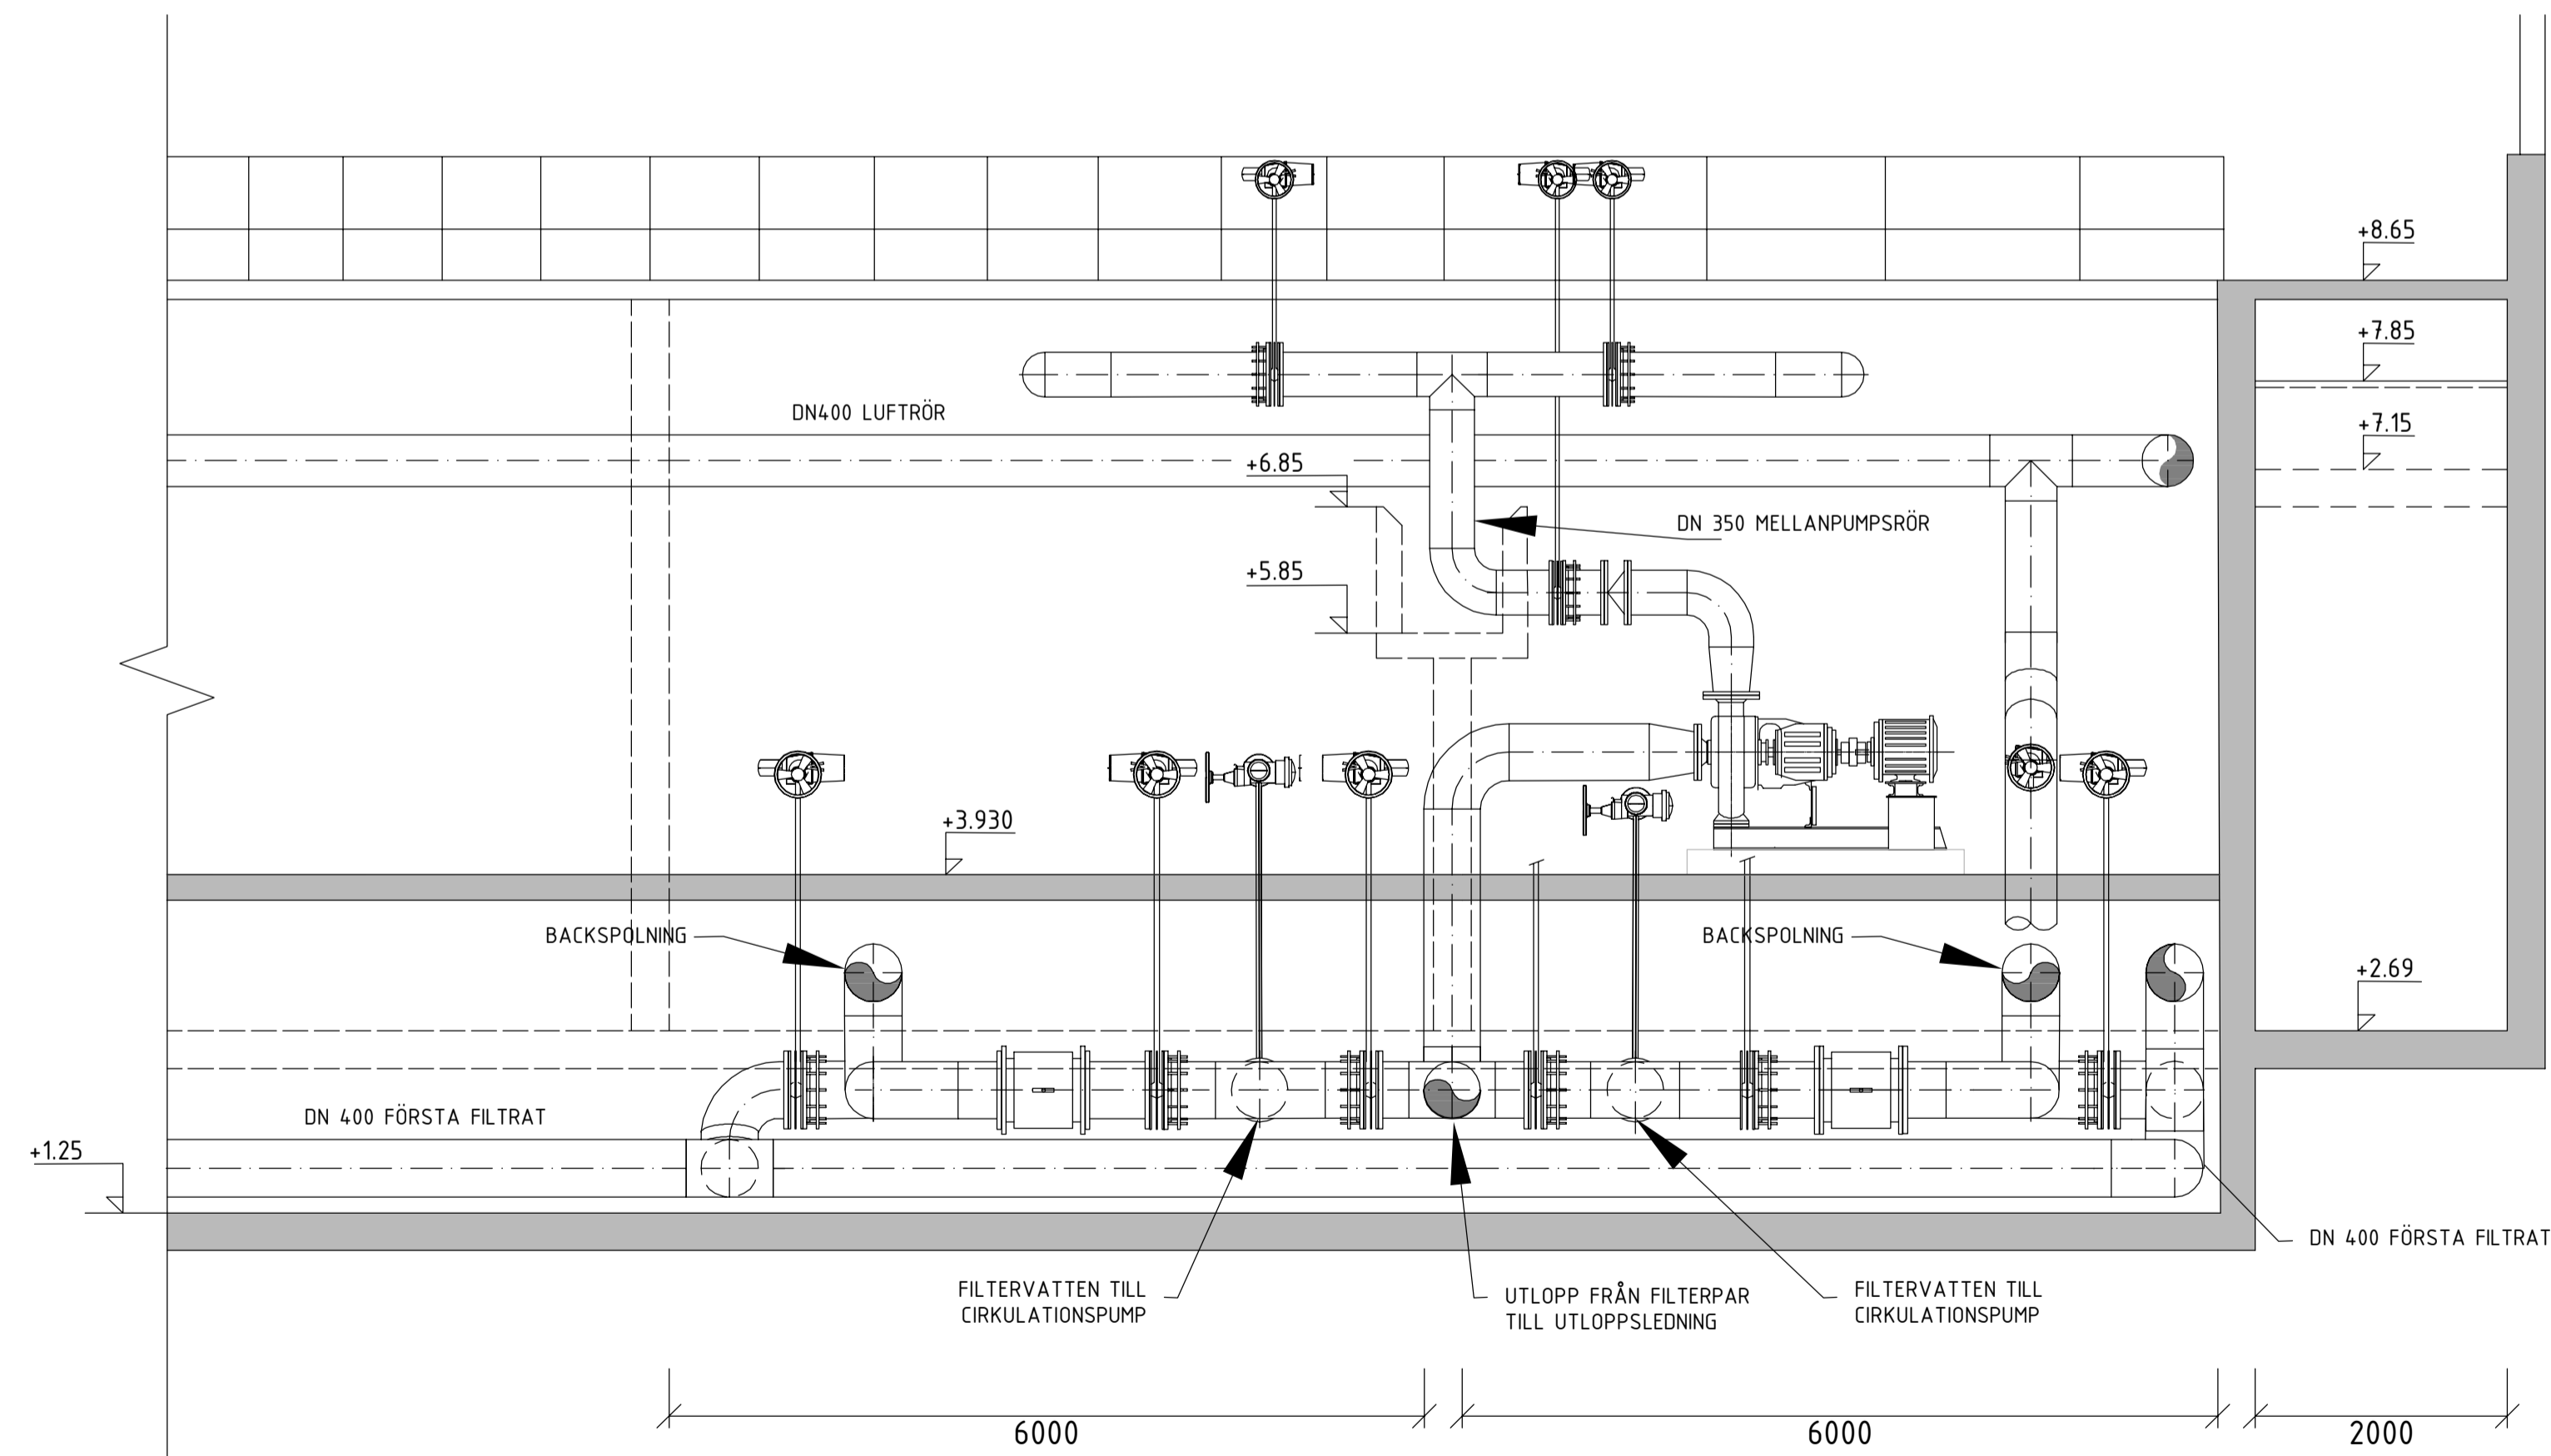 +8.65
+7.85
DN400 LUFTRÖR
+7.15
+6.85
DN 350 MELLANPUMPSRÖR
+5.85
+3.930
BACKSPOLNING
BACKSPOLNING
+2.69
DN 400 FÖRSTA FILTRAT
+1.25
DN 400 FÖRSTA FILTRAT
FILTERVATTEN TILL
CIRKULATIONSPUMP
UTLOPP FRÅN FILTERPAR
TILL UTLOPPSLEDNING
FILTERVATTEN TILL
CIRKULATIONSPUMP
6000
6000
2000